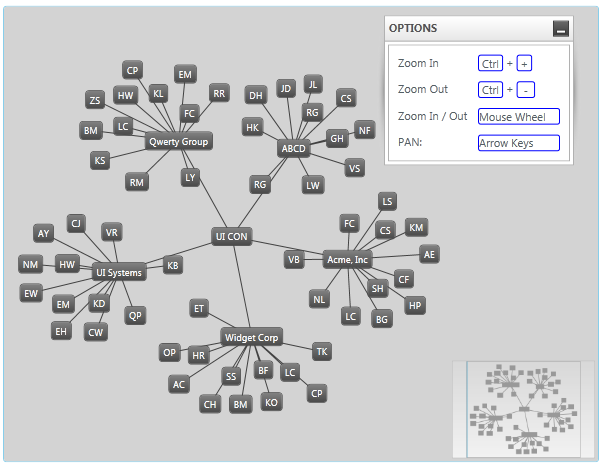 OPTIONS
Zoom In Ctrl + +
Zoom Out Ctrl + -
Zoom In / Out Mouse Wheel
PAN: Arrow Keys
CP
EM
ZS
HW
KL
RR
FC
BM
LC
Qwerty Group
KS
RM
LY
DH
JD
JL
CS
RG
HK
GH
NF
ABCD
VS
RG
LW
UI CON
CJ
AY
VR
NM
HW
UI Systems
KB
EW
EM
KD
QP
EH
CW
LS
FC
CS
KM
VB
Acme, Inc
AE
CF
SH
NL
HP
LC
BG
ET
Widget Corp
OP
HR
TK
AC
SS
BF
LC
CP
CH
BM
KO